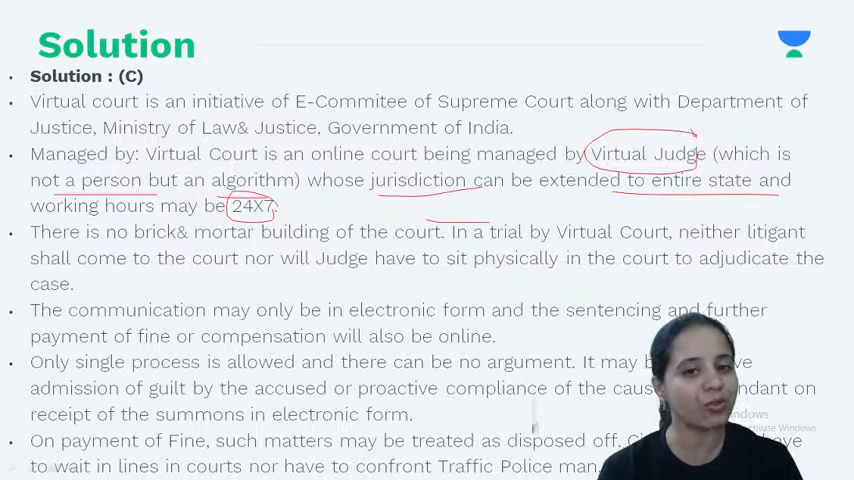 Solution
• Solution : (C)
• Virtual court is an initiative of E-Commitee of Supreme Court along with Department of
Justice, Ministry of Law& Justice, Government of India.
• Managed by: Virtual Court is an online court being managed by Virtual Judge (which is
not a person but an algorithm) whose jurisdiction can be extended to entire state and
working hours may be 24X7.
• There is no brick& mortar building of the court. In a trial by Virtual Court, neither litigant
shall come to the court nor will Judge have to sit physically in the court to adjudicate the
case.
• The communication may only be in electronic form and the sentencing and further
payment of fine or compensation will also be online.
• Only single process is allowed and there can be no argument. It may
admission of guilt by the accused or proactive compliance of the
on
receipt of the summons in electronic form.
• On payment of Fine, such matters may be treated as disposed off.
to wait in lines in courts nor have to confront Traffic Police man.
Windows